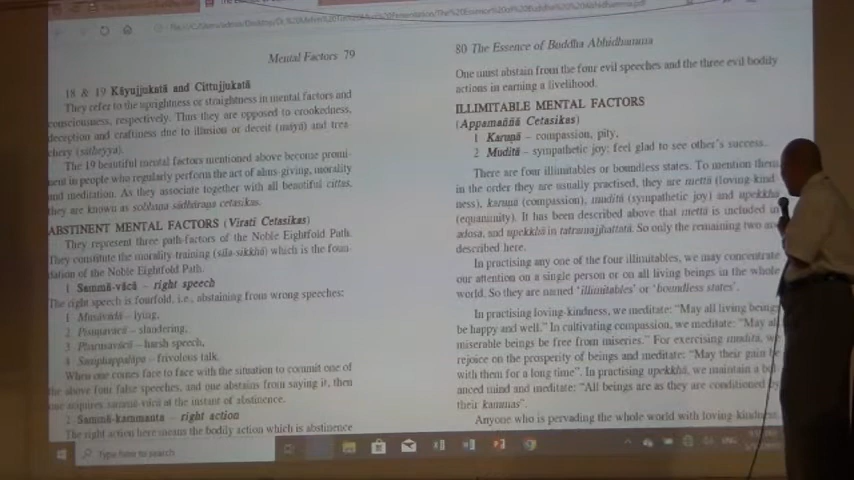 Mental Factors 79
18 & 19 Kāyujjukatā and Cittujjukatā
They refer to the uprightness or straightness in mental factors and
consciousness, respectively. Thus they are opposed to crookedness,
deception and craftiness due to illusion or deceit (māyā) and trea-
chery (sātheyya).
The 19 beautiful mental factors mentioned above become promi-
nent in people who regularly perform the act of alms-giving, morality
and meditation. As they associate together with all beautiful cittas,
they are known as sobhaṇa sādhāraṇa cetasikas.
ABSTINENT MENTAL FACTORS (Viratī Cetasikas)
They represent three path-factors of the Noble Eightfold Path.
They constitute the morality training (sīla-sikkhā) which is the foun-
dation of the Noble Eightfold Path.
1 Sammā-vācā – right speech
The right speech is fourfold, i.e., abstaining from wrong speeches:
1 Musāvādā – lying,
2 Pisuṇavācā – slandering,
3 Pharusavācā – harsh speech,
4 Samphappalāpa – frivolous talk.
When one comes face to face with the situation to commit one of
the above four false speeches, and one abstains from saying it, then
one acquires sammā-vācā at the instant of abstinence.
2 Sammā-kammanta – right action
The right action here means the bodily action which is abstinence
80 The Essence of Buddha Abhidhamma
One must abstain from the four evil speeches and the three evil bodily
actions in earning a livelihood.
ILLIMITABLE MENTAL FACTORS
(Appamaññā Cetasikas)
1 Karuṇā – compassion, pity,
2 Muditā – sympathetic joy; feel glad to see other's success.
There are four illimitables or boundless states. To mention them
in the order they are usually practised, they are mettā (loving-kind-
ness), karuṇā (compassion), muditā (sympathetic joy) and upekkhā
(equanimity). It has been described above that mettā is included in
adosa, and upekkhā in tatramajjhattatā. So only the remaining two are
described here.
In practising any one of the four illimitables, we may concentrate
our attention on a single person or on all living beings in the whole
world. So they are named 'illimitables' or 'boundless states'.
In practising loving-kindness, we meditate: "May all living beings
be happy and well." In cultivating compassion, we meditate: "May all
miserable beings be free from miseries." For exercising muditā, we
rejoice on the prosperity of beings and meditate: "May their gain be
with them for a long time". In practising upekkhā, we maintain a bal-
anced mind and meditate: "All beings are as they are conditioned by
their kammas".
Anyone who is pervading the whole world with loving-kindness
Type here to search
ENG